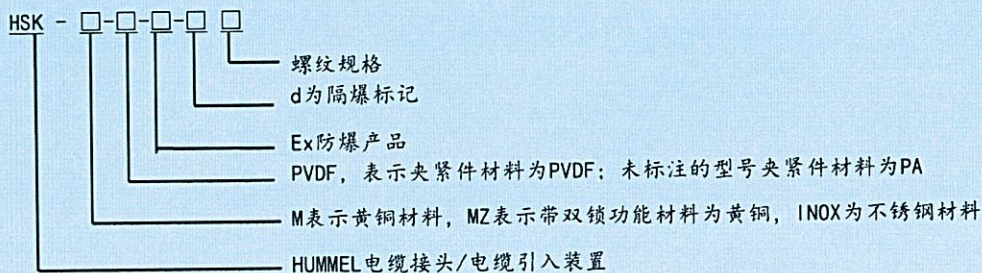 HSK - □-□-□-□ □
螺纹规格
d为隔爆标记
Ex防爆产品
PVDF, 表示夹紧件材料为PVDF; 未标注的型号夹紧件材料为PA
M表示黄铜材料, MZ表示带双锁功能材料为黄铜, INOX为不锈钢材料
HUMMEL电缆接头/电缆引入装置